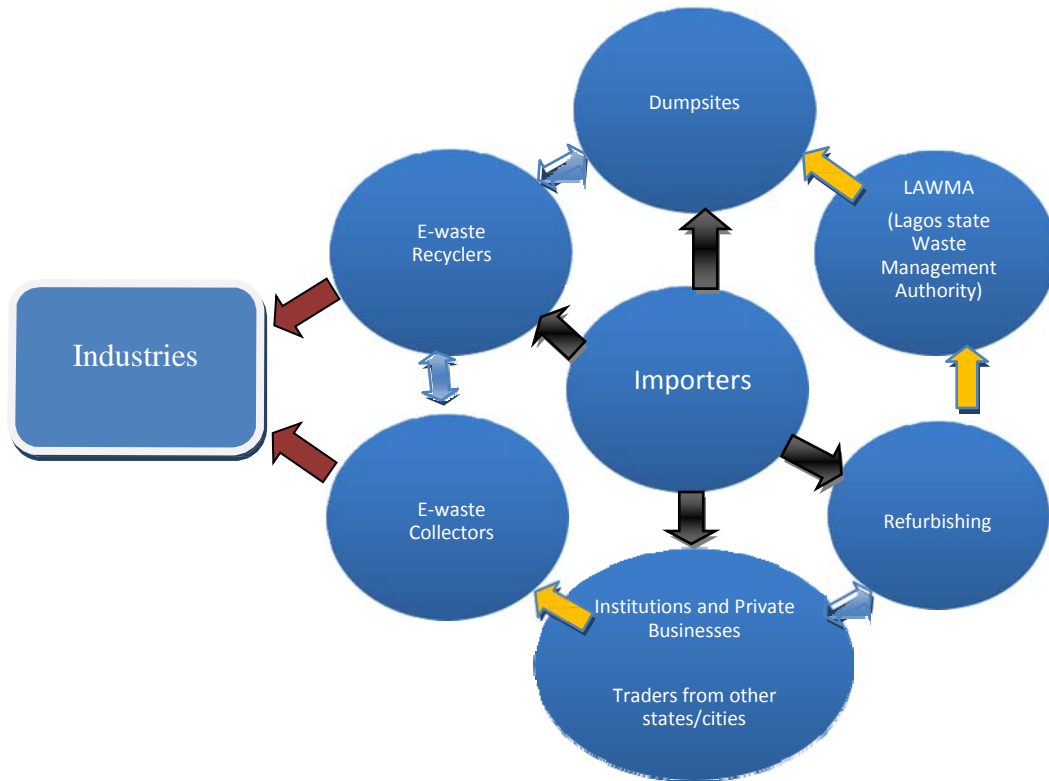 Dumpsites
LAWMA
(Lagos state
Waste
Management
Authority)
E-waste
Recyclers
Industries
Importers
E-waste
Collectors
Refurbishing
Institutions and Private
Businesses
Traders from other
states/cities